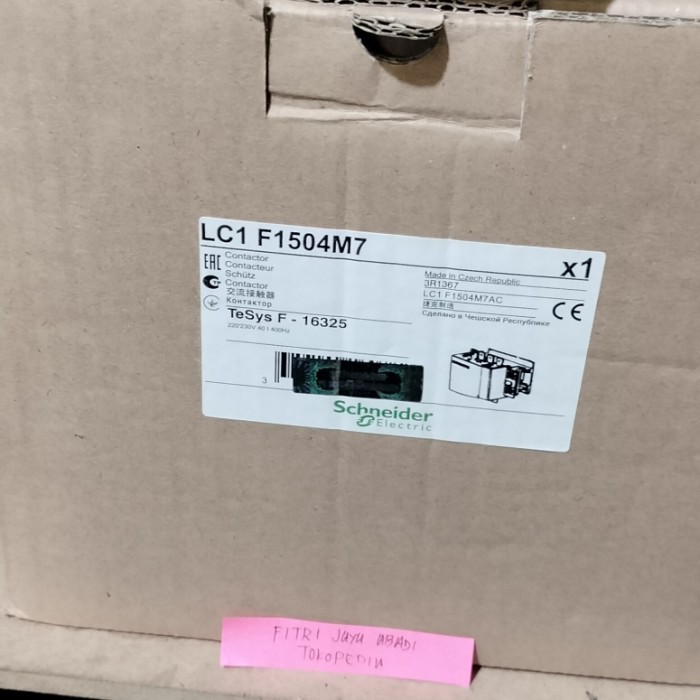 LC1 F1504M7
x1
EAC
Contactor
Contacteur
Schütz
Contactor
交流接触器
Контактор
Made in Czech Republic
3R1367
LC1 F1504M7AC
捷克制造
Сделано в Чешской Республике
CE
TeSys F - 16325
220/230V 40 I 400Hz
3
Schneider
Electric
FITRI JAYA ABADI
TOKOPEDIA